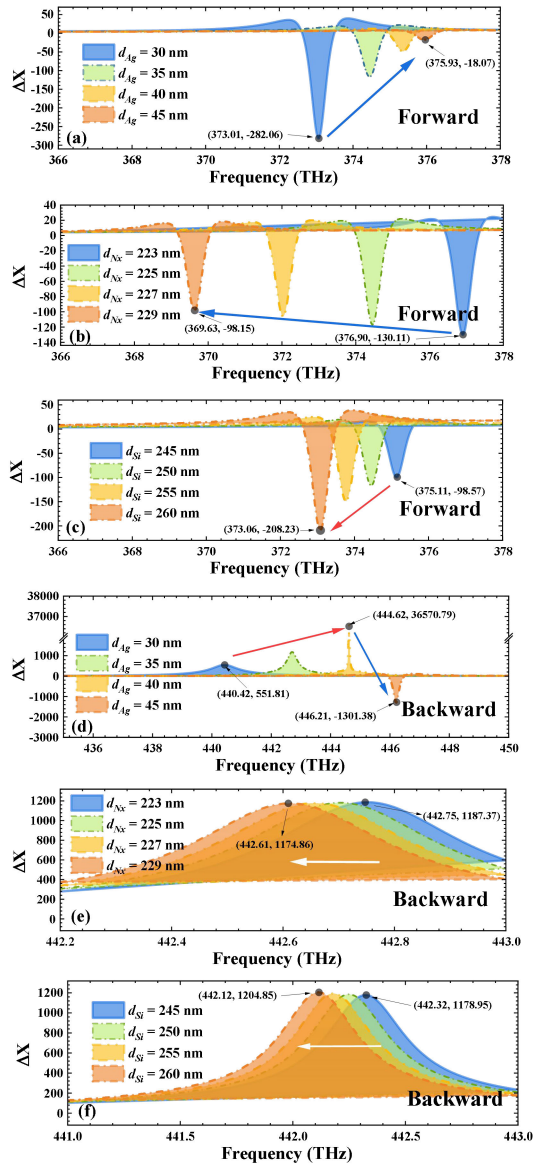 50
0
-50
-100
-150
-200
-250
-300
ΔX
d_Ag = 30 nm
d_Ag = 35 nm
d_Ag = 40 nm
d_Ag = 45 nm
(375.93, -18.07)
(373.01, -282.06)
Forward
(a)
366 368 370 372 374 376 378
Frequency (THz)
40
20
0
-20
-40
-60
-80
-100
-120
-140
ΔX
d_Nx = 223 nm
d_Nx = 225 nm
d_Nx = 227 nm
d_Nx = 229 nm
(369.63, -98.15)
(376.90, -130.11)
Forward
(b)
366 368 370 372 374 376 378
Frequency (THz)
50
0
-50
-100
-150
-200
ΔX
d_Si = 245 nm
d_Si = 250 nm
d_Si = 255 nm
d_Si = 260 nm
(375.11, -98.57)
(373.06, -208.23)
Forward
(c)
366 368 370 372 374 376 378
Frequency (THz)
38000
37000
1000
0
-1000
-2000
-3000
ΔX
(444.62, 36570.79)
d_Ag = 30 nm
d_Ag = 35 nm
d_Ag = 40 nm
d_Ag = 45 nm
(440.42, 551.81)
(446.21, -1301.38)
Backward
(d)
436 438 440 442 444 446 448 450
Frequency (THz)
1200
1000
800
600
400
200
0
ΔX
d_Nx = 223 nm
d_Nx = 225 nm
d_Nx = 227 nm
d_Nx = 229 nm
(442.75, 1187.37)
(442.61, 1174.86)
Backward
(e)
442.2 442.4 442.6 442.8 443.0
Frequency (THz)
1200
1000
800
600
400
200
0
ΔX
(442.12, 1204.85)
(442.32, 1178.95)
d_Si = 245 nm
d_Si = 250 nm
d_Si = 255 nm
d_Si = 260 nm
Backward
(f)
441.0 441.5 442.0 442.5 443.0
Frequency (THz)